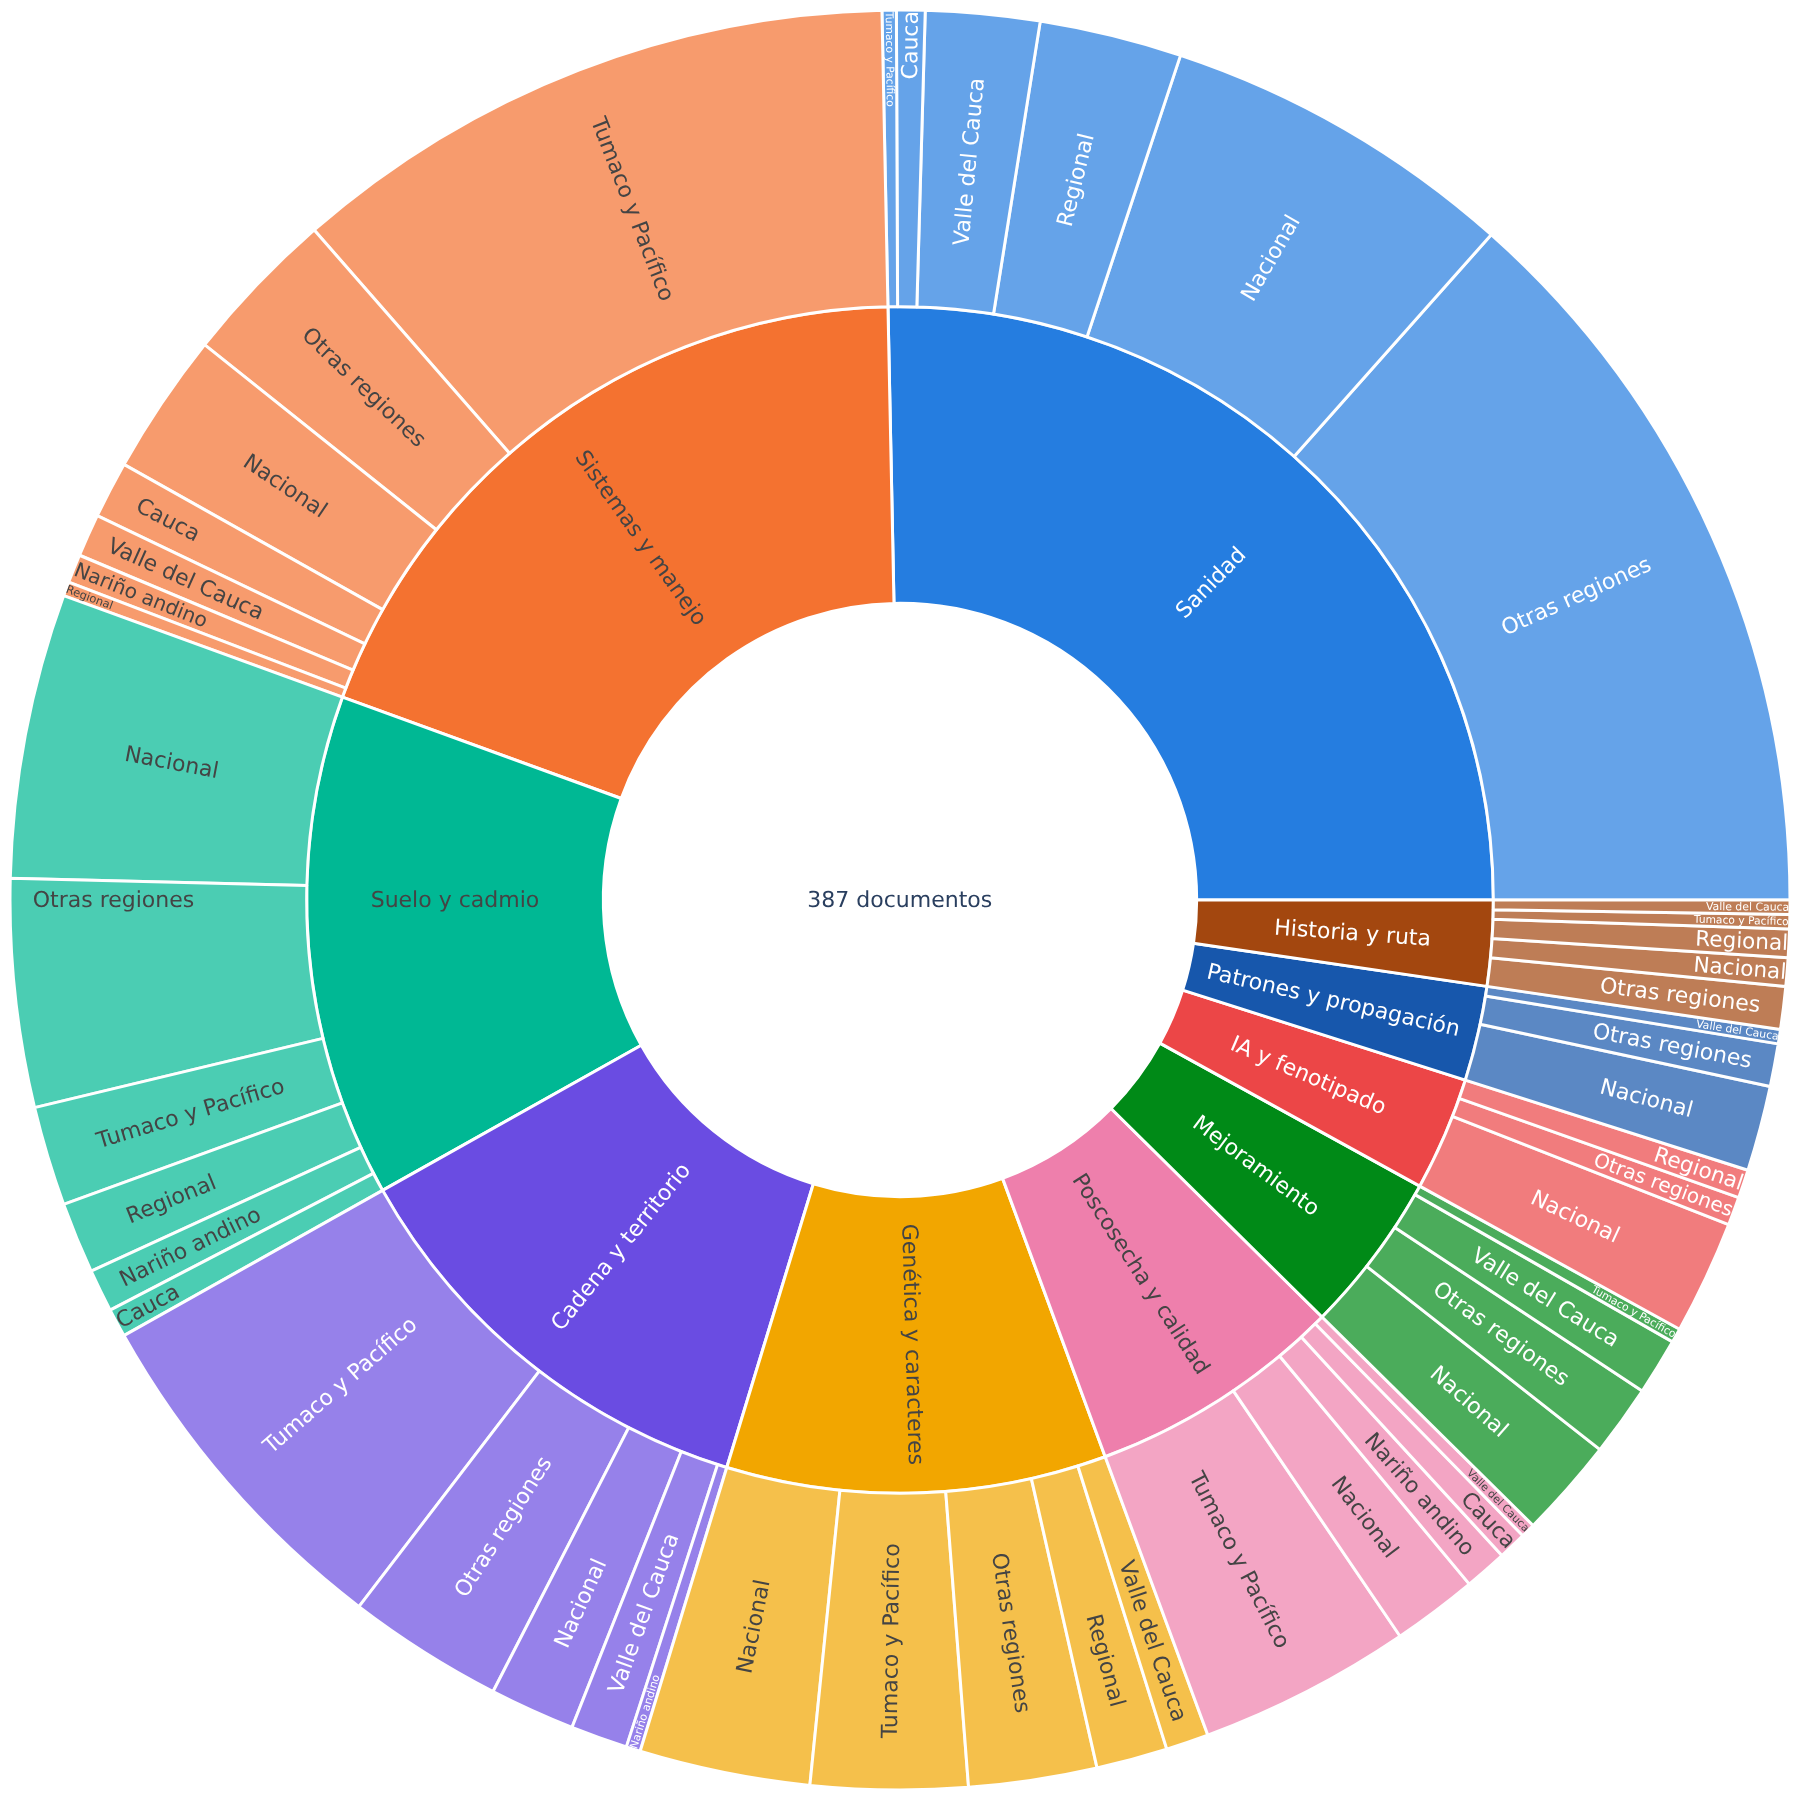 387 documentos
Sanidad
Otras regiones
Nacional
Regional
Valle del Cauca
Cauca
Tumaco y Pacífico
Sistemas y manejo
Tumaco y Pacífico
Otras regiones
Nacional
Cauca
Valle del Cauca
Nariño andino
Regional
Suelo y cadmio
Nacional
Otras regiones
Tumaco y Pacífico
Regional
Nariño andino
Cauca
Cadena y territorio
Tumaco y Pacífico
Otras regiones
Nacional
Valle del Cauca
Nariño andino
Genética y caracteres
Nacional
Tumaco y Pacífico
Otras regiones
Regional
Valle del Cauca
Poscosecha y calidad
Tumaco y Pacífico
Nacional
Nariño andino
Cauca
Valle del Cauca
Mejoramiento
Nacional
Otras regiones
Valle del Cauca
Tumaco y Pacífico
IA y fenotipado
Nacional
Otras regiones
Regional
Patrones y propagación
Nacional
Otras regiones
Valle del Cauca
Historia y ruta
Otras regiones
Nacional
Regional
Tumaco y Pacífico
Valle del Cauca